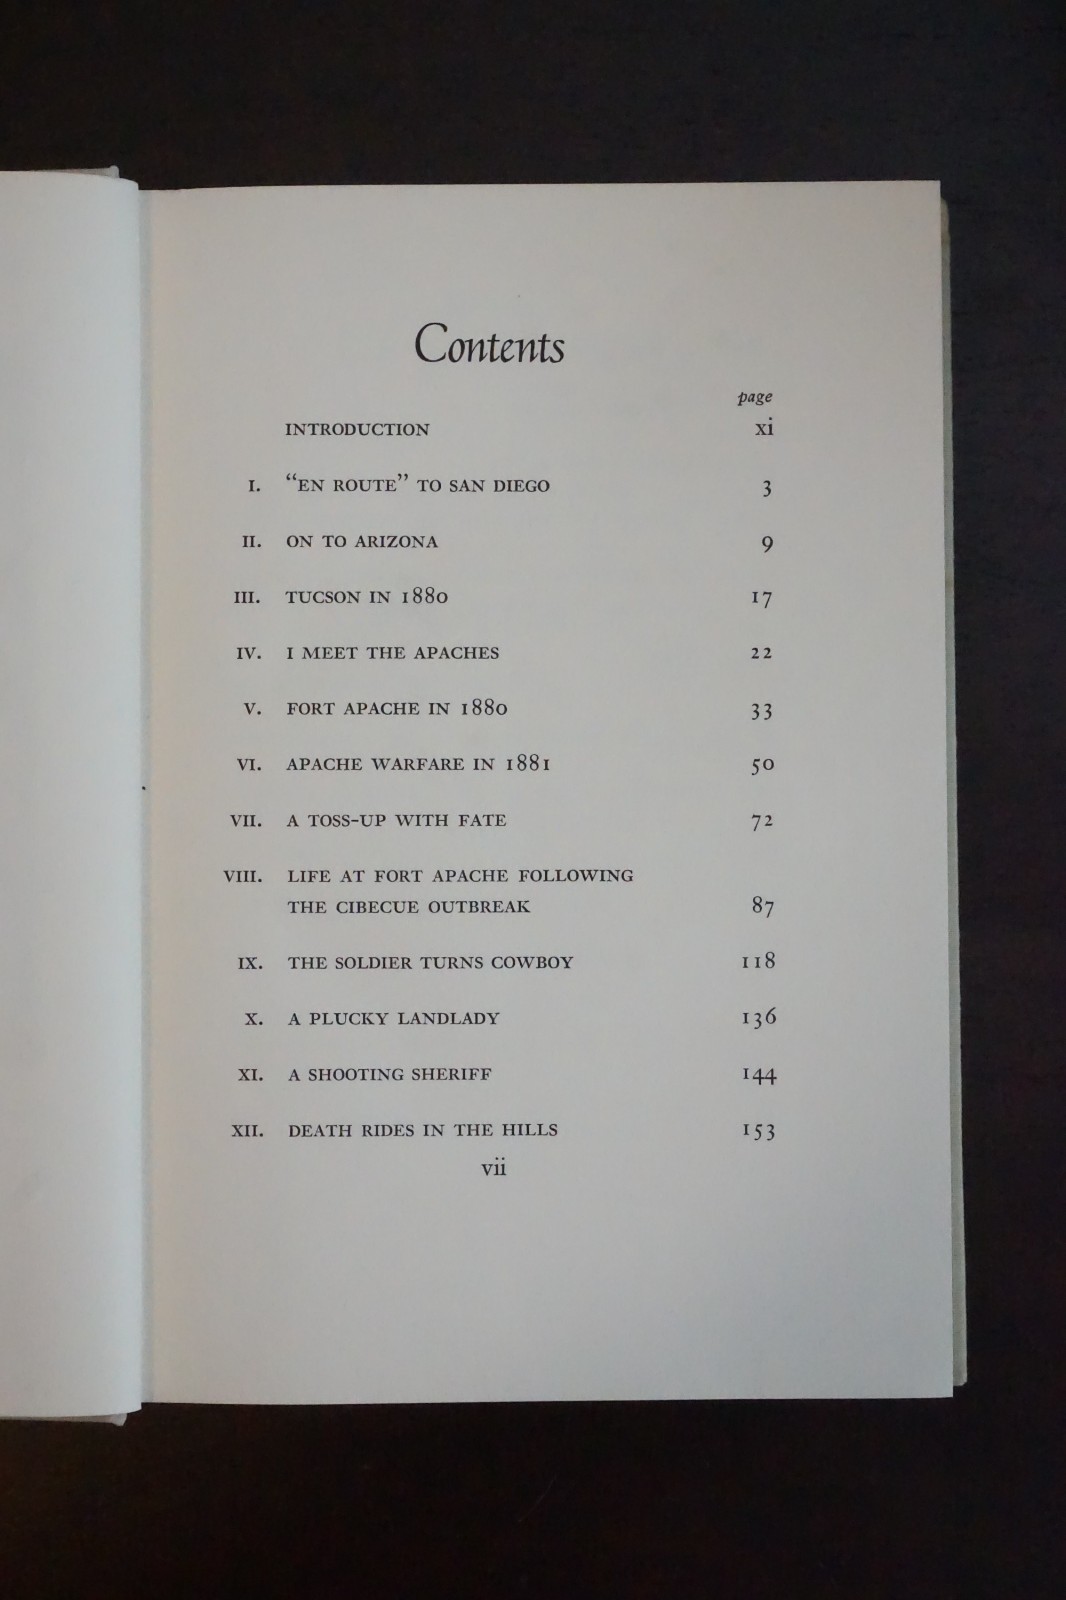 Contents
page
INTRODUCTION xi
I. "EN ROUTE" TO SAN DIEGO 3
II. ON TO ARIZONA 9
III. TUCSON IN 1880 17
IV. I MEET THE APACHES 22
V. FORT APACHE IN 1880 33
VI. APACHE WARFARE IN 1881 50
VII. A TOSS-UP WITH FATE 72
VIII. LIFE AT FORT APACHE FOLLOWING
THE CIBECUE OUTBREAK 87
IX. THE SOLDIER TURNS COWBOY 118
X. A PLUCKY LANDLADY 136
XI. A SHOOTING SHERIFF 144
XII. DEATH RIDES IN THE HILLS 153
vii